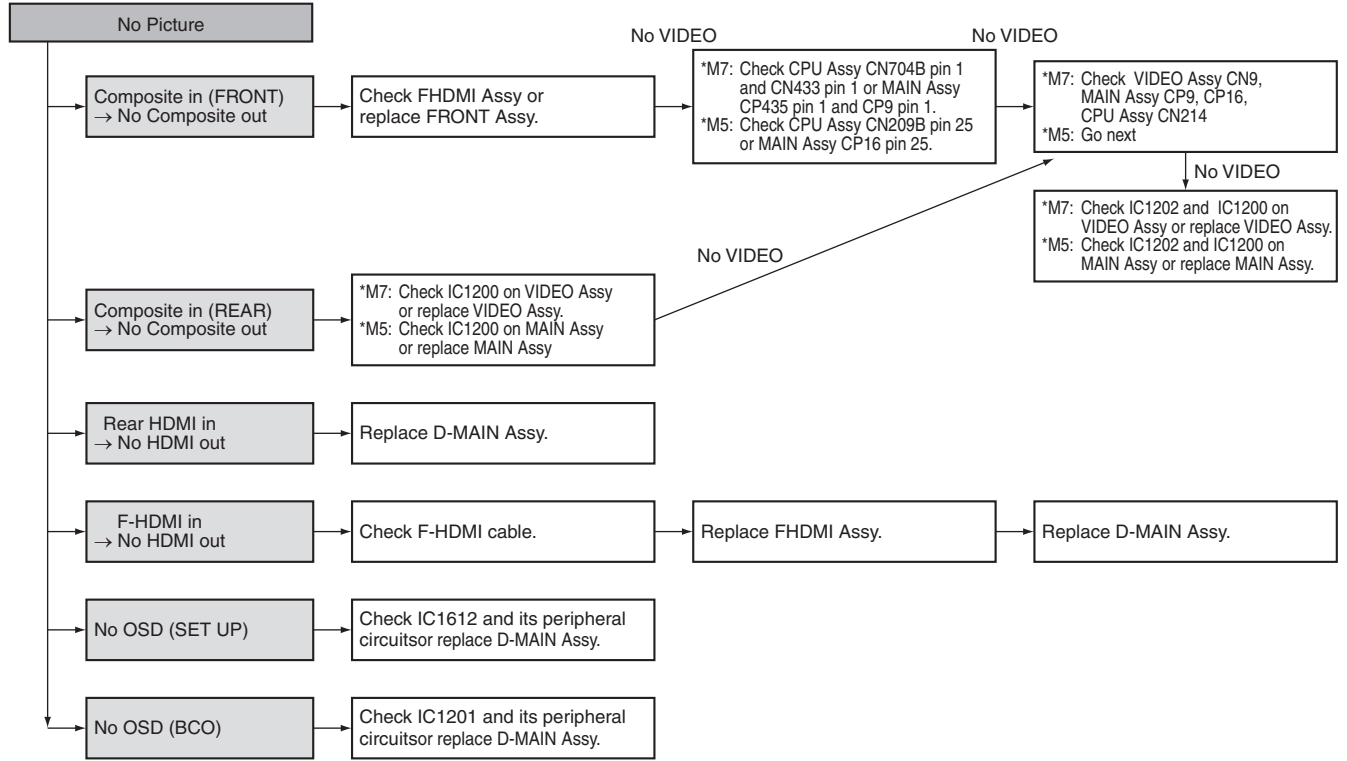 No Picture
No VIDEO
No VIDEO
Composite in (FRONT)
→ No Composite out
Check FHDMI Assy or
replace FRONT Assy.
*M7: Check CPU Assy CN704B pin 1
and CN433 pin 1 or MAIN Assy
CP435 pin 1 and CP9 pin 1.
*M5: Check CPU Assy CN209B pin 25
or MAIN Assy CP16 pin 25.
*M7: Check VIDEO Assy CN9,
MAIN Assy CP9, CP16,
CPU Assy CN214
*M5: Go next
No VIDEO
*M7: Check IC1202 and IC1200 on
VIDEO Assy or replace VIDEO Assy.
*M5: Check IC1202 and IC1200 on
MAIN Assy or replace MAIN Assy.
No VIDEO
Composite in (REAR)
→ No Composite out
*M7: Check IC1200 on VIDEO Assy
or replace VIDEO Assy.
*M5: Check IC1200 on MAIN Assy
or replace MAIN Assy
Rear HDMI in
→ No HDMI out
Replace D-MAIN Assy.
F-HDMI in
→ No HDMI out
Check F-HDMI cable.
Replace FHDMI Assy.
Replace D-MAIN Assy.
No OSD (SET UP)
Check IC1612 and its peripheral
circuitsor replace D-MAIN Assy.
No OSD (BCO)
Check IC1201 and its peripheral
circuitsor replace D-MAIN Assy.